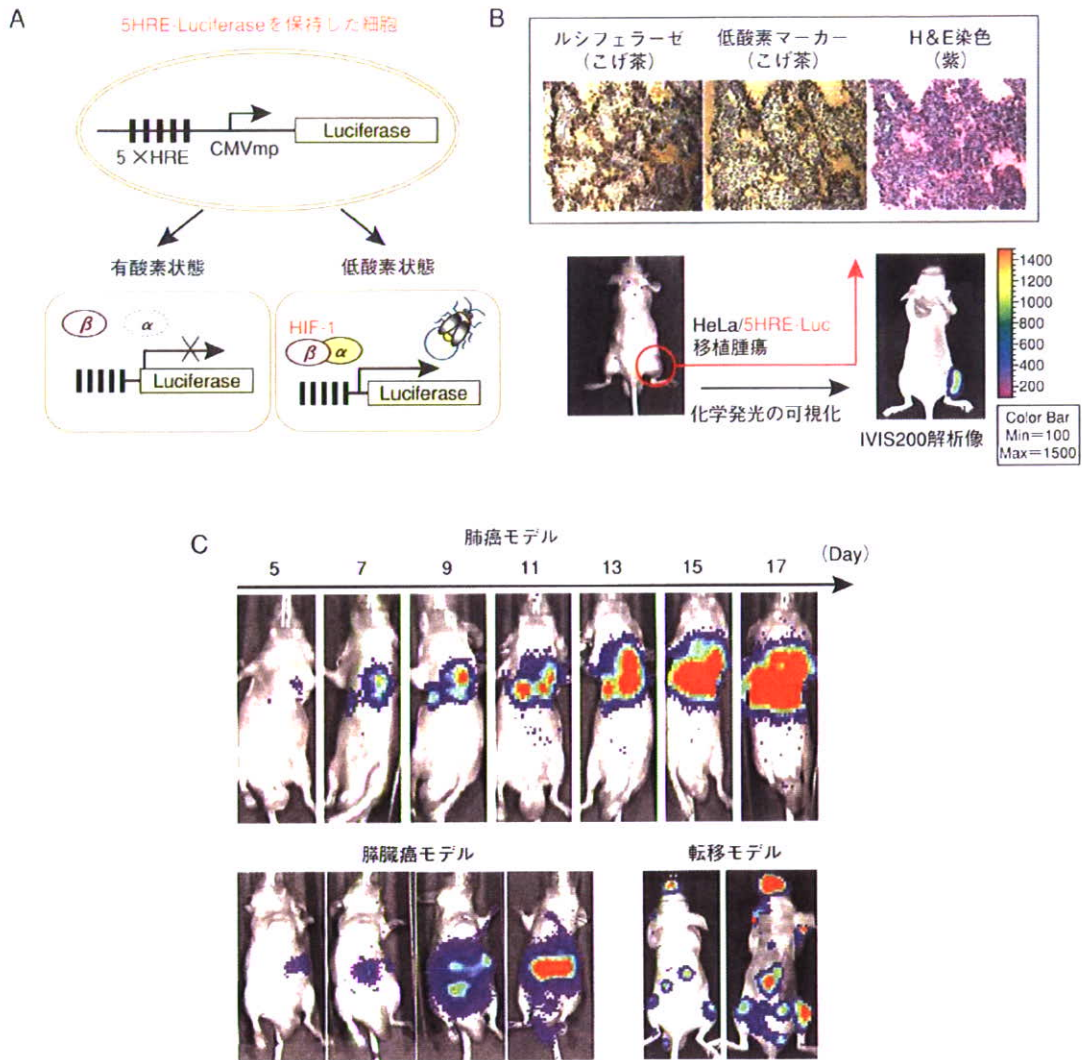 A
5HRE-Luciferaseを保持した細胞
Luciferase
5 ×HRE
CMVmp
有酸素状態
低酸素状態
β
α
Luciferase
HIF-1
β
α
Luciferase
B
ルシフェラーゼ
(こげ茶)
低酸素マーカー
(こげ茶)
H&E染色
(紫)
HeLa/5HRE-Luc
移植腫瘍
化学発光の可視化
IVIS200解析像
1400
1200
1000
800
600
400
200
Color Bar
Min=100
Max=1500
C
肺癌モデル
(Day)
5
7
9
11
13
15
17
膵臓癌モデル
転移モデル